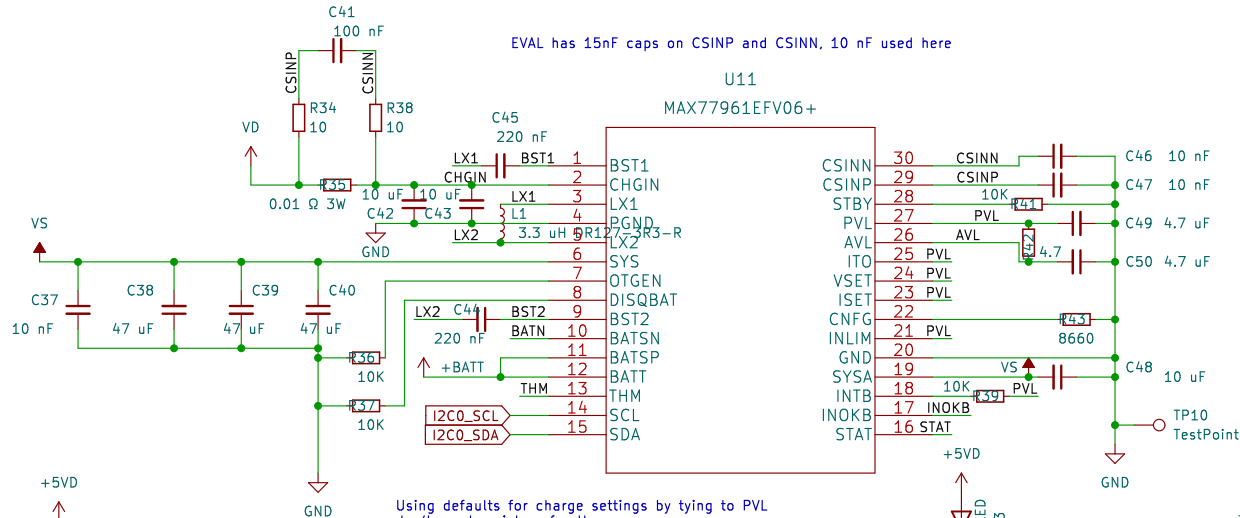 C41
100 nF
EVAL has 15nF caps on CSINP and CSINN, 10 nF used here
CSINP
CSINN
U11
MAX77961EFV06+
R34
10
R38
10
VD
C45
220 nF
LX1
BST1
1
BST1
CHGIN
2
CHGIN
R35
0.01 Ω 3W
10 uF
10 uF
C42
C43
LX1
3
LX1
L1
3.3 uH DR127-3R3-R
4
PGND
GND
LX2
5
LX2
VS
6
SYS
7
OTGEN
8
DISQBAT
C37
10 nF
C38
47 uF
C39
47 uF
C40
47 uF
LX2
C44
220 nF
BST2
9
BST2
BATN
10
BATSN
11
BATSP
+BATT
12
BATT
R36
10K
THM
13
THM
R37
10K
I2C0_SCL
14
SCL
I2C0_SDA
15
SDA
GND
CSINN
30
CSINN
C46
10 nF
CSINP
29
CSINP
C47
10 nF
STBY
28
10K
R41
PVL
27
PVL
C49
4.7 uF
AVL
26
AVL
R42
4.7
C50
4.7 uF
ITO
25
PVL
VSET
24
PVL
ISET
23
PVL
CNFG
22
R43
8660
INLIM
21
PVL
GND
20
SYSA
19
VS
C48
10 uF
INTB
18
10K
R39
PVL
INOKB
17
INOKB
STAT
16
STAT
TP10
TestPoint
GND
+5VD
+5VD
Using defaults for charge settings by tying to PVL